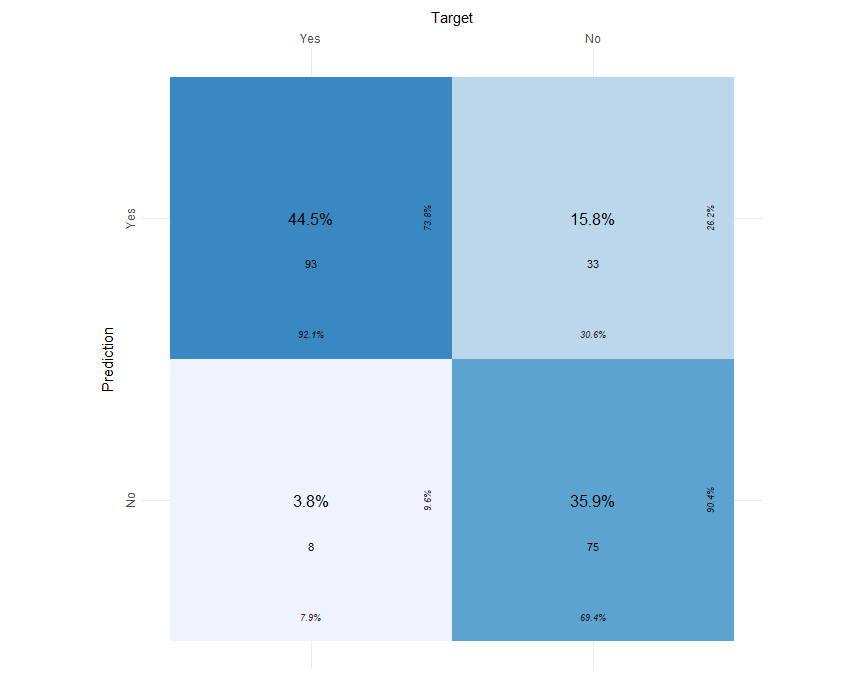 Target
Yes
No
Prediction
Yes
44.5%
93
92.1%
73.8%
15.8%
33
30.6%
26.2%
No
3.8%
8
7.9%
9.6%
35.9%
75
69.4%
90.4%